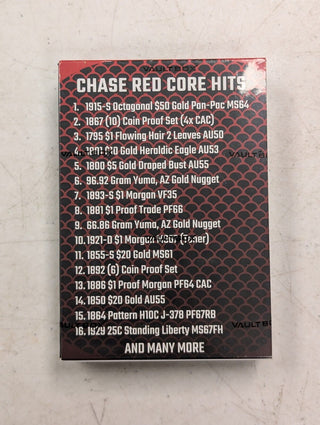 VAULTBOX
CHASE RED CORE HITS
1. 1915-S Octagonal $50 Gold Pan-Pac MS64
2. 1867 (10) Coin Proof Set (4x CAC)
3. 1795 $1 Flowing Hair 2 Leaves AU50
4. $10 Gold Heraldic Eagle AU53
5. 1800 $5 Gold Draped Bust AU55
6. 96.92 Gram Yuma, AZ Gold Nugget
7. 1893-S $1 Morgan VF35
8. 1881 $1 Proof Trade PF66
9. 66.86 Gram Yuma, AZ Gold Nugget
10. 1921-D $1 Morgan
11. 1855-S $20 Gold MS61
12. 1892 (6) Coin Proof Set
13. 1886 $1 Proof Morgan PF64 CAC
14. 1850 $20 Gold AU55
15. 1864 Pattern H10C J-378 PF67RB
16. 1929 25C Standing Liberty MS67FH
AND MANY MORE